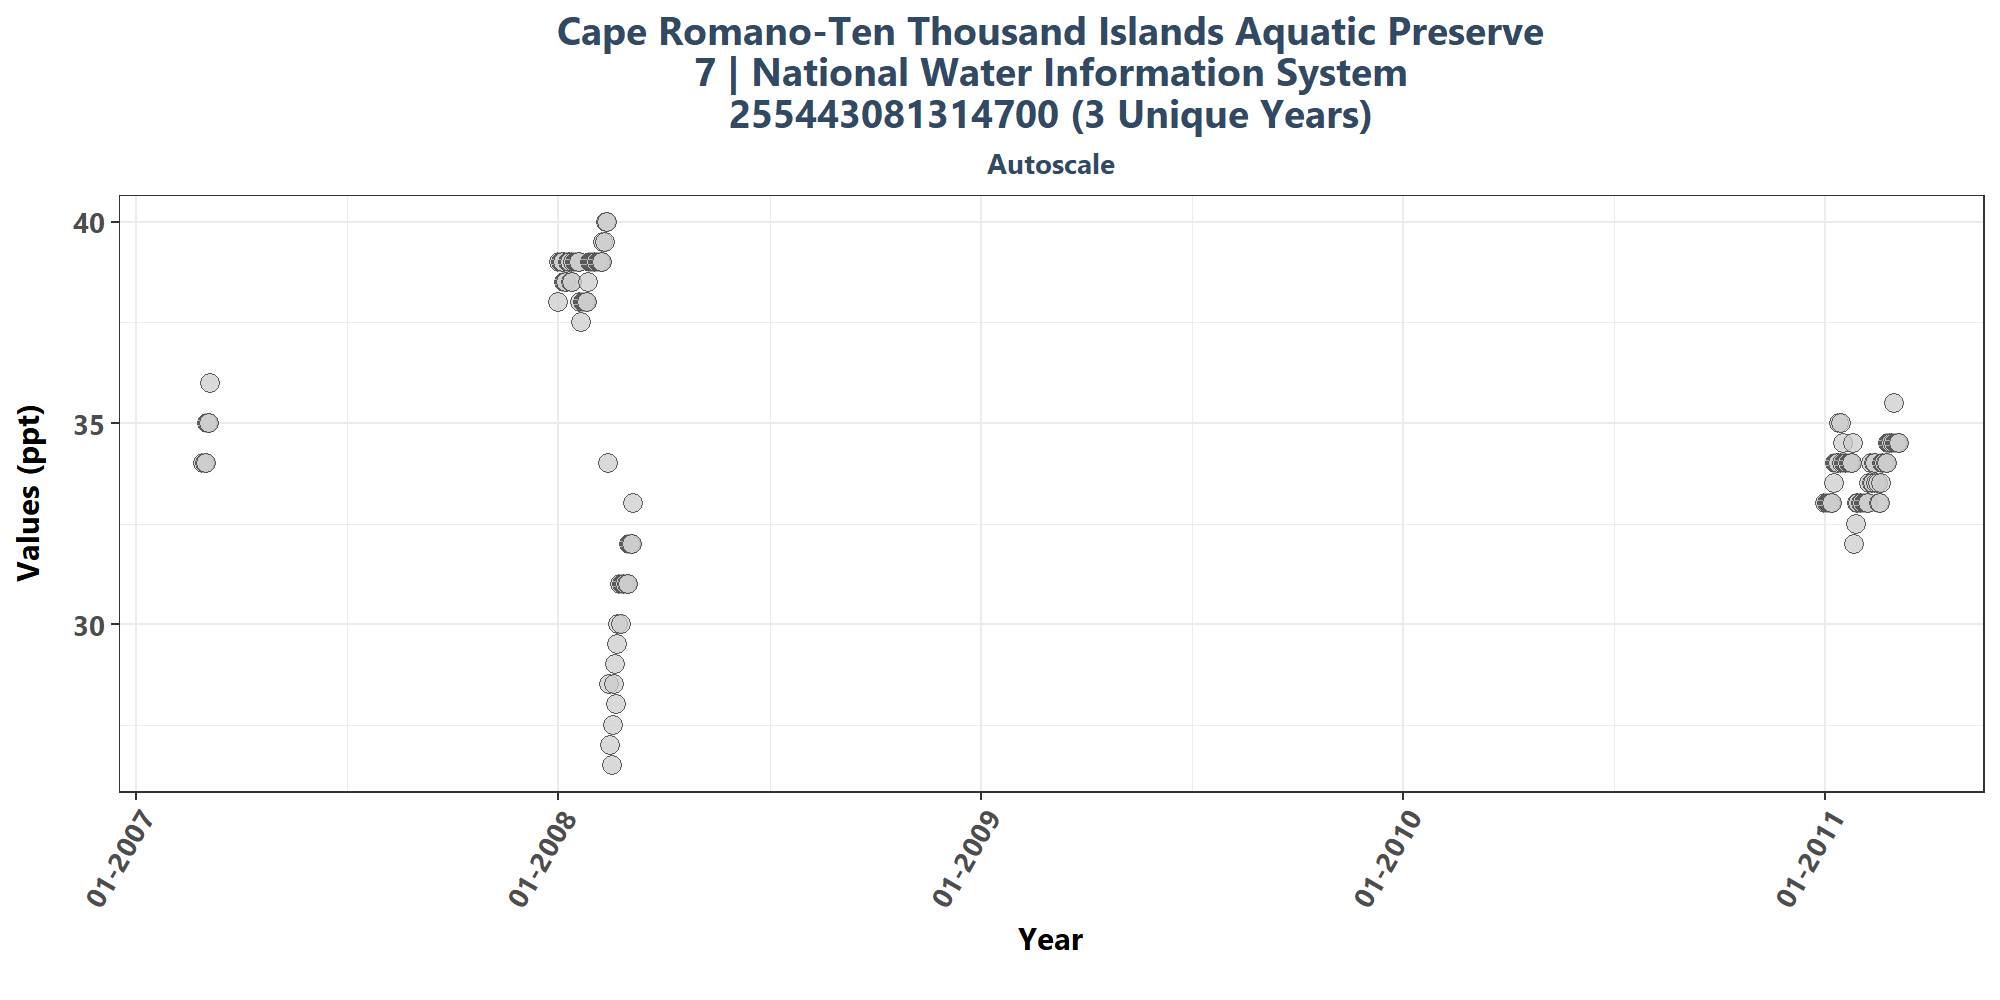 Cape Romano-Ten Thousand Islands Aquatic Preserve
7 | National Water Information System
255443081314700 (3 Unique Years)
Autoscale
40
35
30
Values (ppt)
01-2007
01-2008
01-2009
01-2010
01-2011
Year